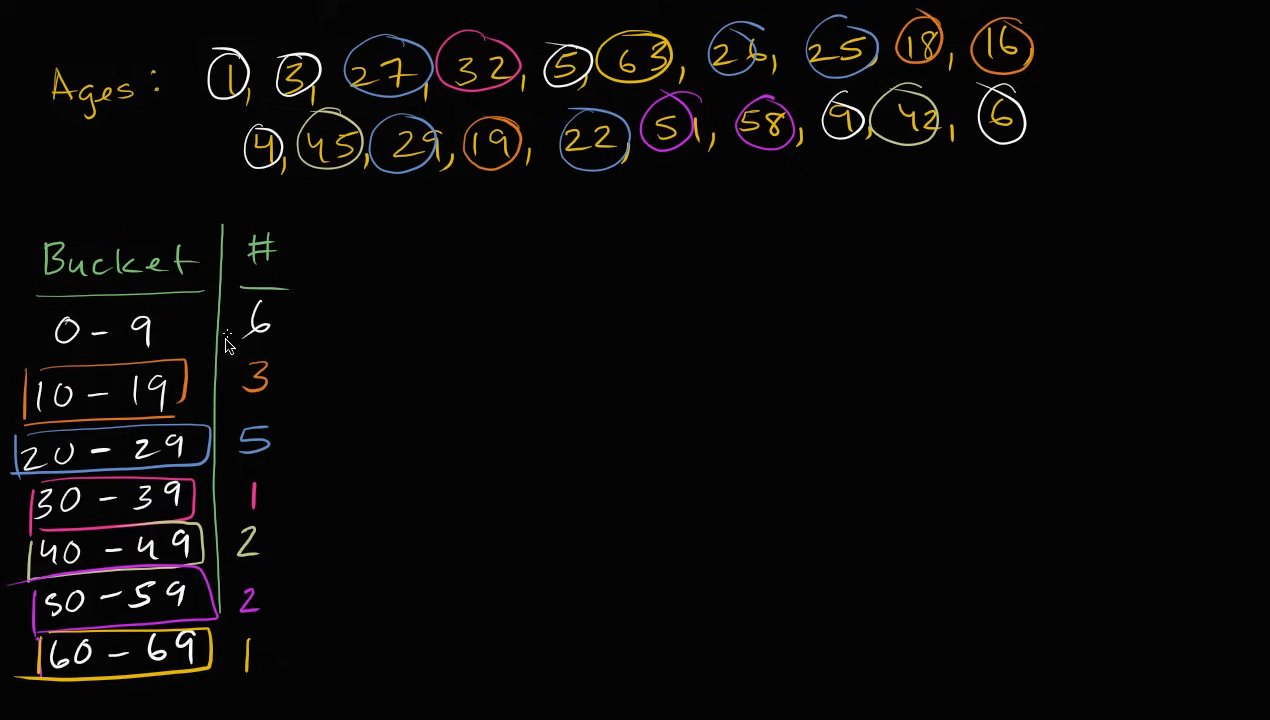 Ages: 1, 3, 27, 32, 5, 63, 26, 25, 18, 16,
4, 45, 29, 19, 22, 51, 58, 9, 42, 6
Bucket #
0 - 9 6
10 - 19 3
20 - 29 5
30 - 39 1
40 - 49 2
50 - 59 2
60 - 69 1